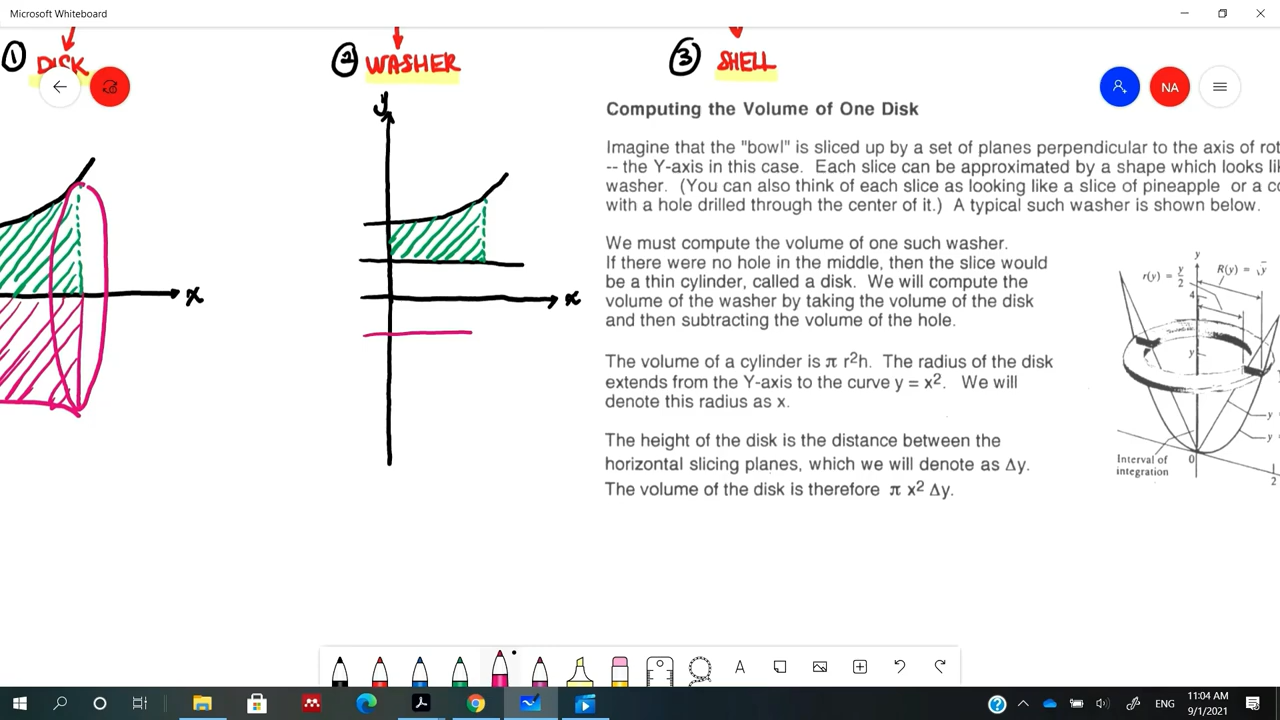 Microsoft Whiteboard
1 DISK
2 WASHER
3 SHELL
NA
y
x
x
Computing the Volume of One Disk
Imagine that the "bowl" is sliced up by a set of planes perpendicular to the axis of
-- the Y-axis in this case. Each slice can be approximated by a shape which looks
washer. (You can also think of each slice as looking like a slice of pineapple or a
with a hole drilled through the center of it.) A typical such washer is shown below.
We must compute the volume of one such washer.
If there were no hole in the middle, then the slice would
be a thin cylinder, called a disk. We will compute the
volume of the washer by taking the volume of the disk
and then subtracting the volume of the hole.
The volume of a cylinder is π r²h. The radius of the disk
extends from the Y-axis to the curve y = x². We will
denote this radius as x.
The height of the disk is the distance between the
horizontal slicing planes, which we will denote as Δy.
The volume of the disk is therefore π x² Δy.
y
r(y) = y/2
R(y) = √y
4
y
y =
y =
Interval of
integration
0
2
A
ENG
11:04 AM
9/1/2021